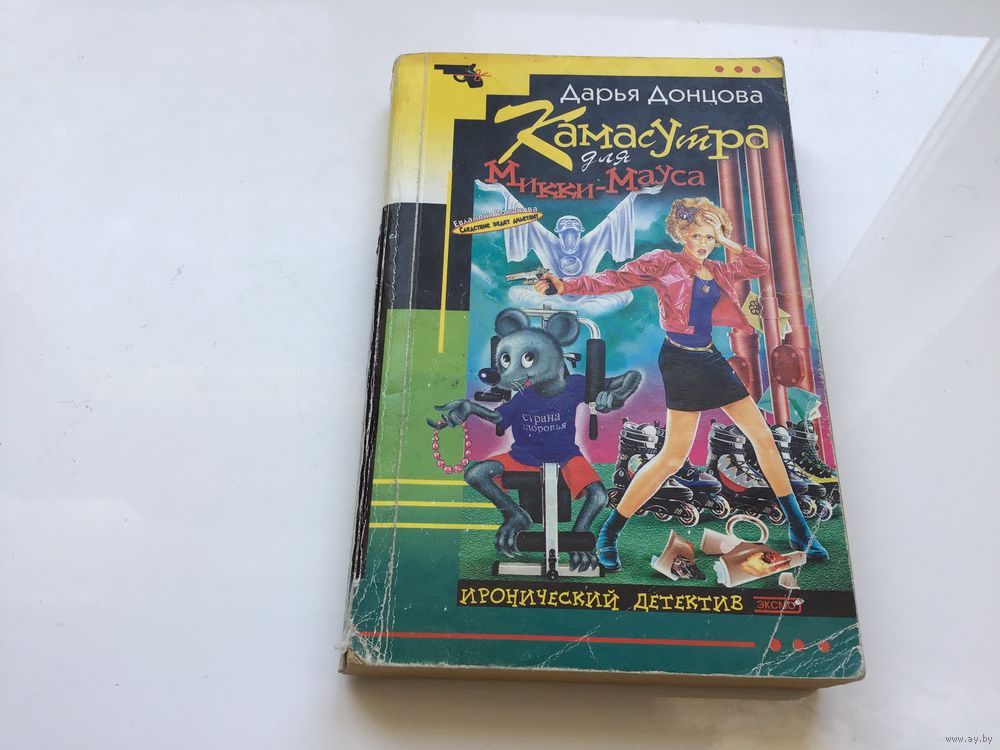 Дарья Донцова
Камасутра
для
Микки-Мауса
Евлампия Романова
Следствие ведет дилетант
страна
здоровья
Иронический детектив
ЭКСМО
www.ay.by